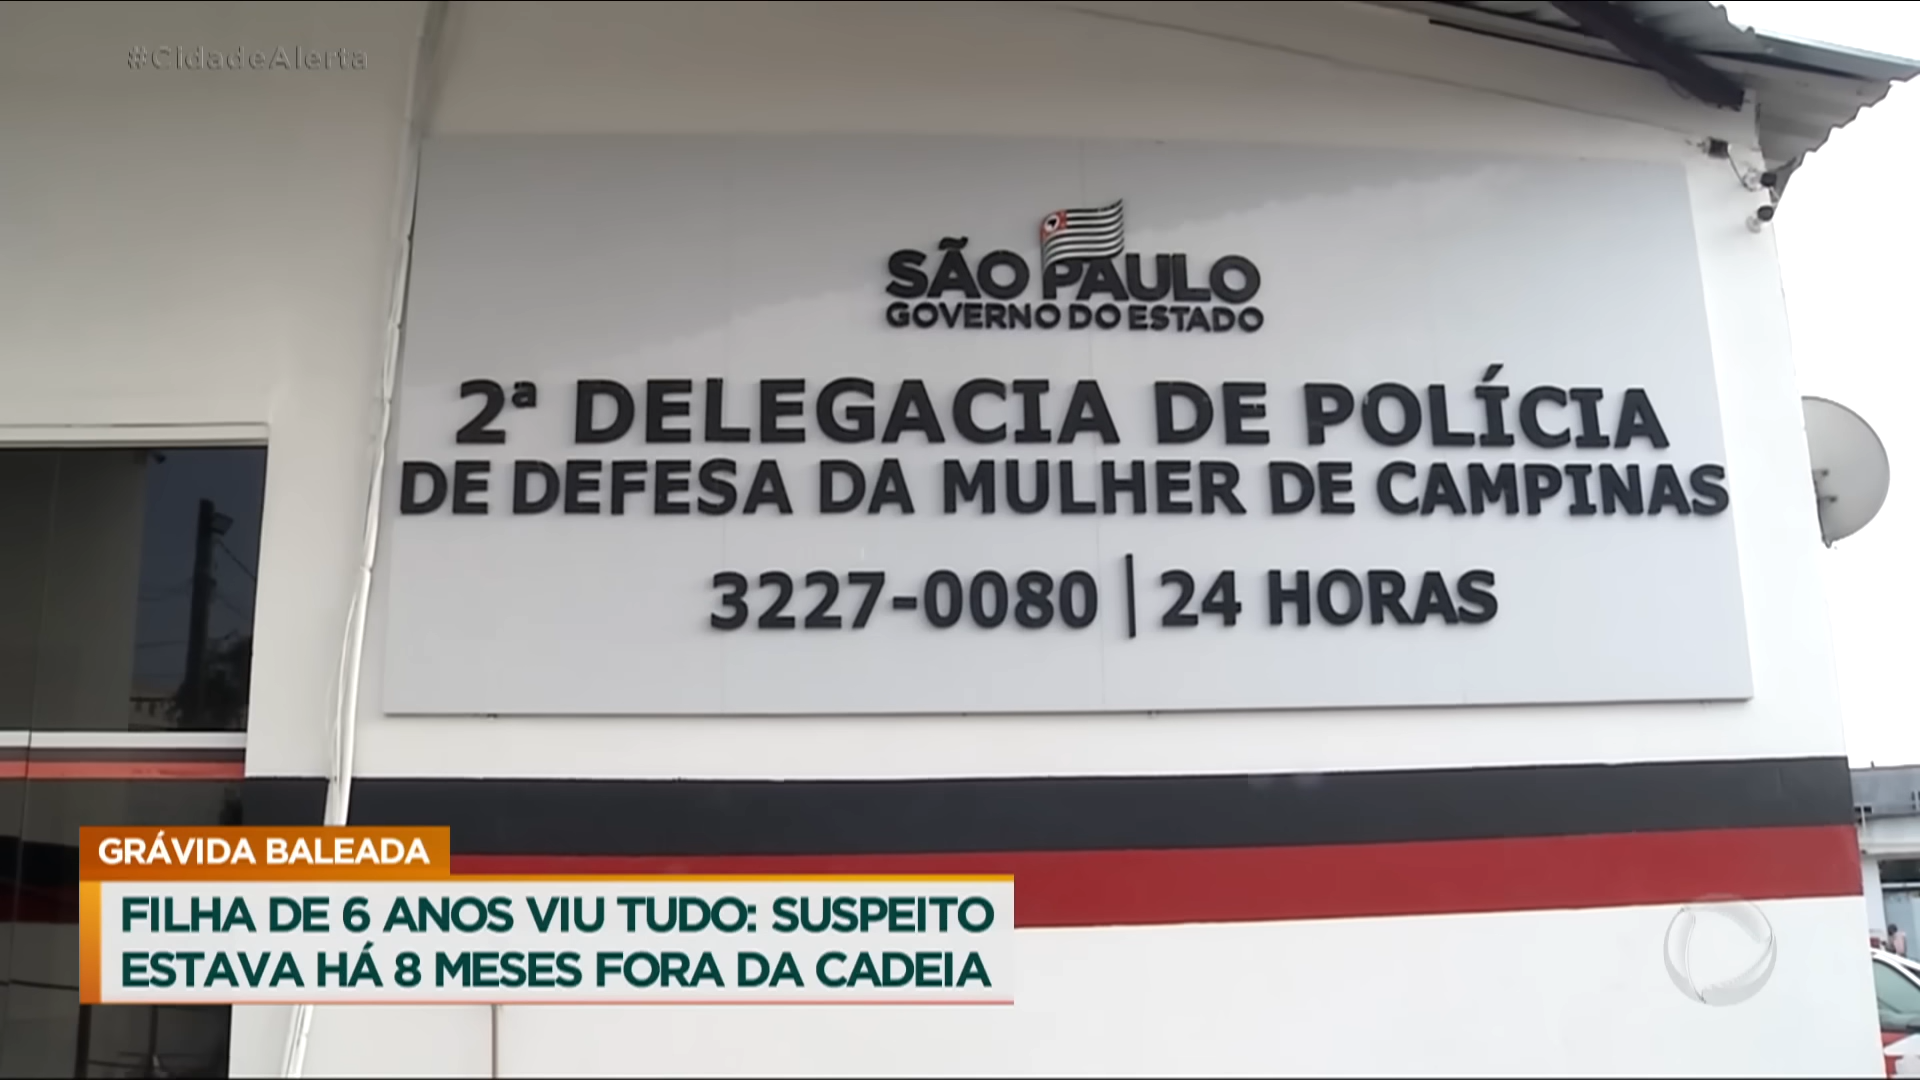 #CidadeAlerta
SÃO PAULO
GOVERNO DO ESTADO
2ª DELEGACIA DE POLÍCIA
DE DEFESA DA MULHER DE CAMPINAS
3227-0080 | 24 HORAS
GRÁVIDA BALEADA
FILHA DE 6 ANOS VIU TUDO: SUSPEITO
ESTAVA HÁ 8 MESES FORA DA CADEIA